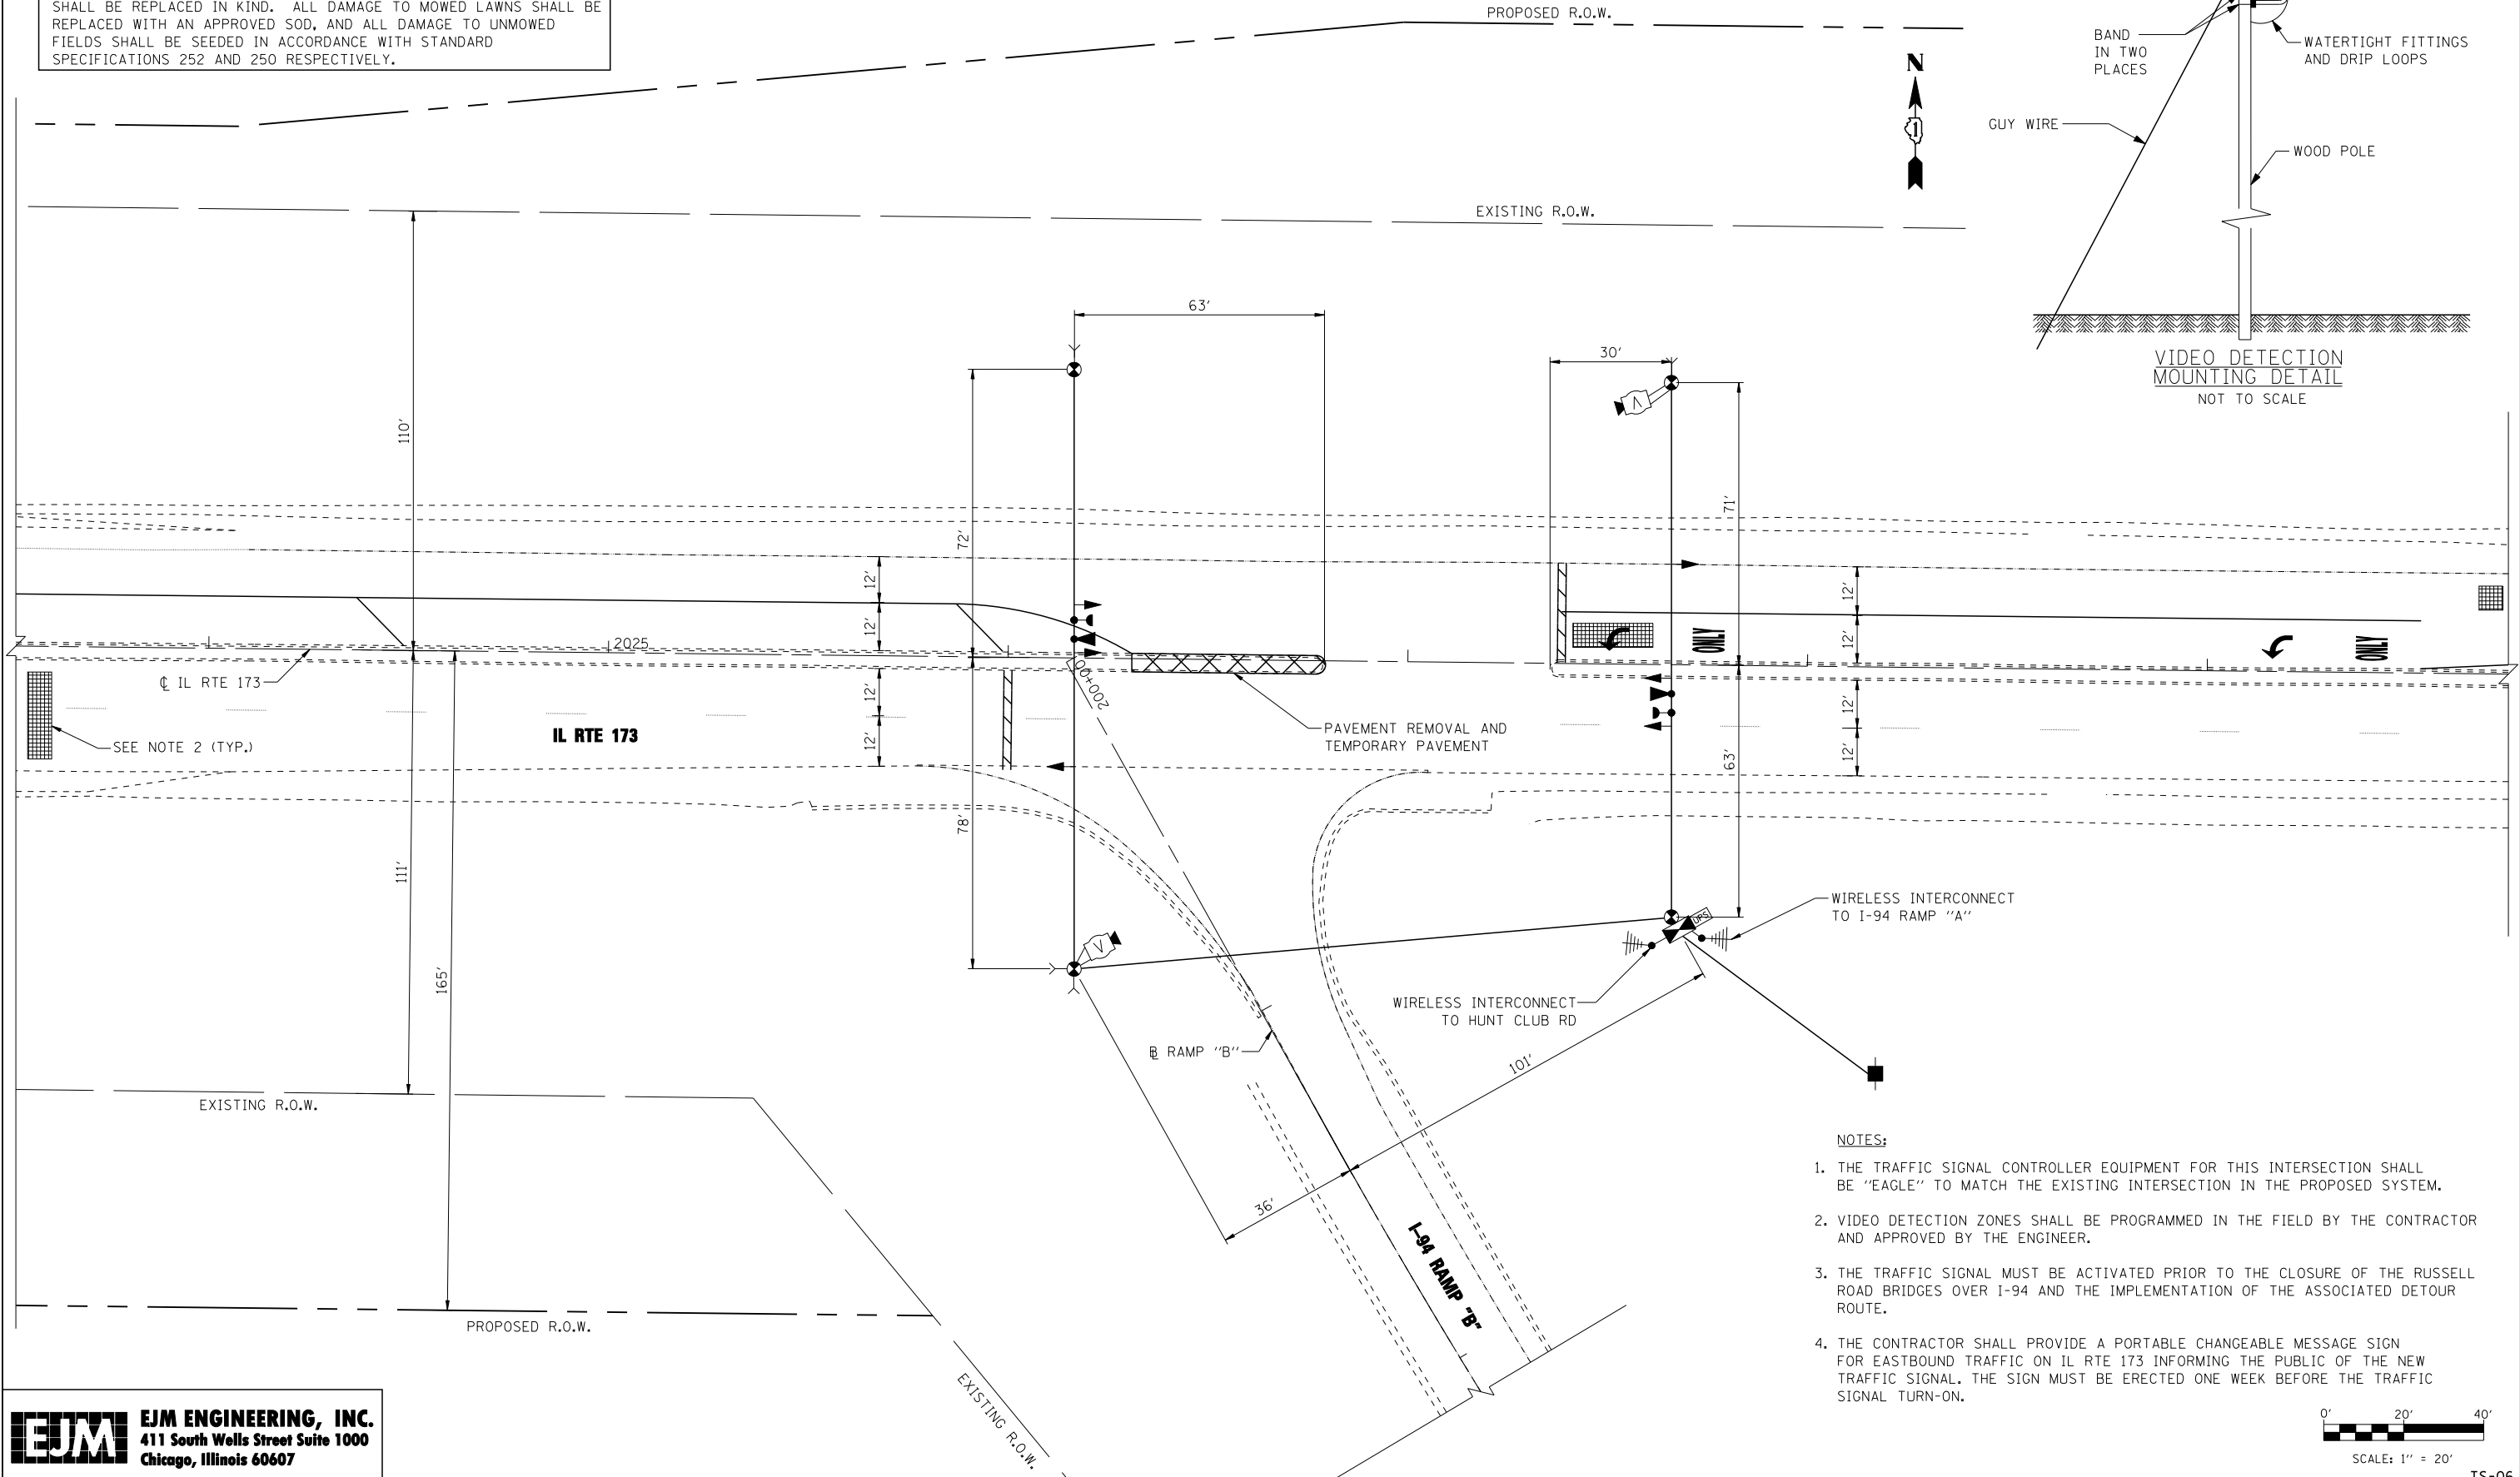 SHALL BE REPLACED IN KIND. ALL DAMAGE TO MOWED LAWNS SHALL BE
REPLACED WITH AN APPROVED SOD, AND ALL DAMAGE TO UNMOWED
FIELDS SHALL BE SEEDED IN ACCORDANCE WITH STANDARD
SPECIFICATIONS 252 AND 250 RESPECTIVELY.
PROPOSED R.O.W.
N
1
BAND
IN TWO
PLACES
WATERTIGHT FITTINGS
AND DRIP LOOPS
GUY WIRE
WOOD POLE
VIDEO DETECTION
MOUNTING DETAIL
NOT TO SCALE
EXISTING R.O.W.
63'
30'
110'
72'
71'
12'
12'
12'
12'
12'
12'
12'
12'
2025
℄ IL RTE 173
200+00
ONLY
ONLY
SEE NOTE 2 (TYP.)
IL RTE 173
PAVEMENT REMOVAL AND
TEMPORARY PAVEMENT
63'
78'
111'
165'
V
V
UPS
WIRELESS INTERCONNECT
TO I-94 RAMP "A"
WIRELESS INTERCONNECT
TO HUNT CLUB RD
BL RAMP "B"
101'
36'
I-94 RAMP "B"
EXISTING R.O.W.
PROPOSED R.O.W.
EXISTING R.O.W.
NOTES:
1. THE TRAFFIC SIGNAL CONTROLLER EQUIPMENT FOR THIS INTERSECTION SHALL
BE "EAGLE" TO MATCH THE EXISTING INTERSECTION IN THE PROPOSED SYSTEM.
2. VIDEO DETECTION ZONES SHALL BE PROGRAMMED IN THE FIELD BY THE CONTRACTOR
AND APPROVED BY THE ENGINEER.
3. THE TRAFFIC SIGNAL MUST BE ACTIVATED PRIOR TO THE CLOSURE OF THE RUSSELL
ROAD BRIDGES OVER I-94 AND THE IMPLEMENTATION OF THE ASSOCIATED DETOUR
ROUTE.
4. THE CONTRACTOR SHALL PROVIDE A PORTABLE CHANGEABLE MESSAGE SIGN
FOR EASTBOUND TRAFFIC ON IL RTE 173 INFORMING THE PUBLIC OF THE NEW
TRAFFIC SIGNAL. THE SIGN MUST BE ERECTED ONE WEEK BEFORE THE TRAFFIC
SIGNAL TURN-ON.
EJM
EJM ENGINEERING, INC.
411 South Wells Street Suite 1000
Chicago, Illinois 60607
0' 20' 40'
SCALE: 1" = 20'
TS-06